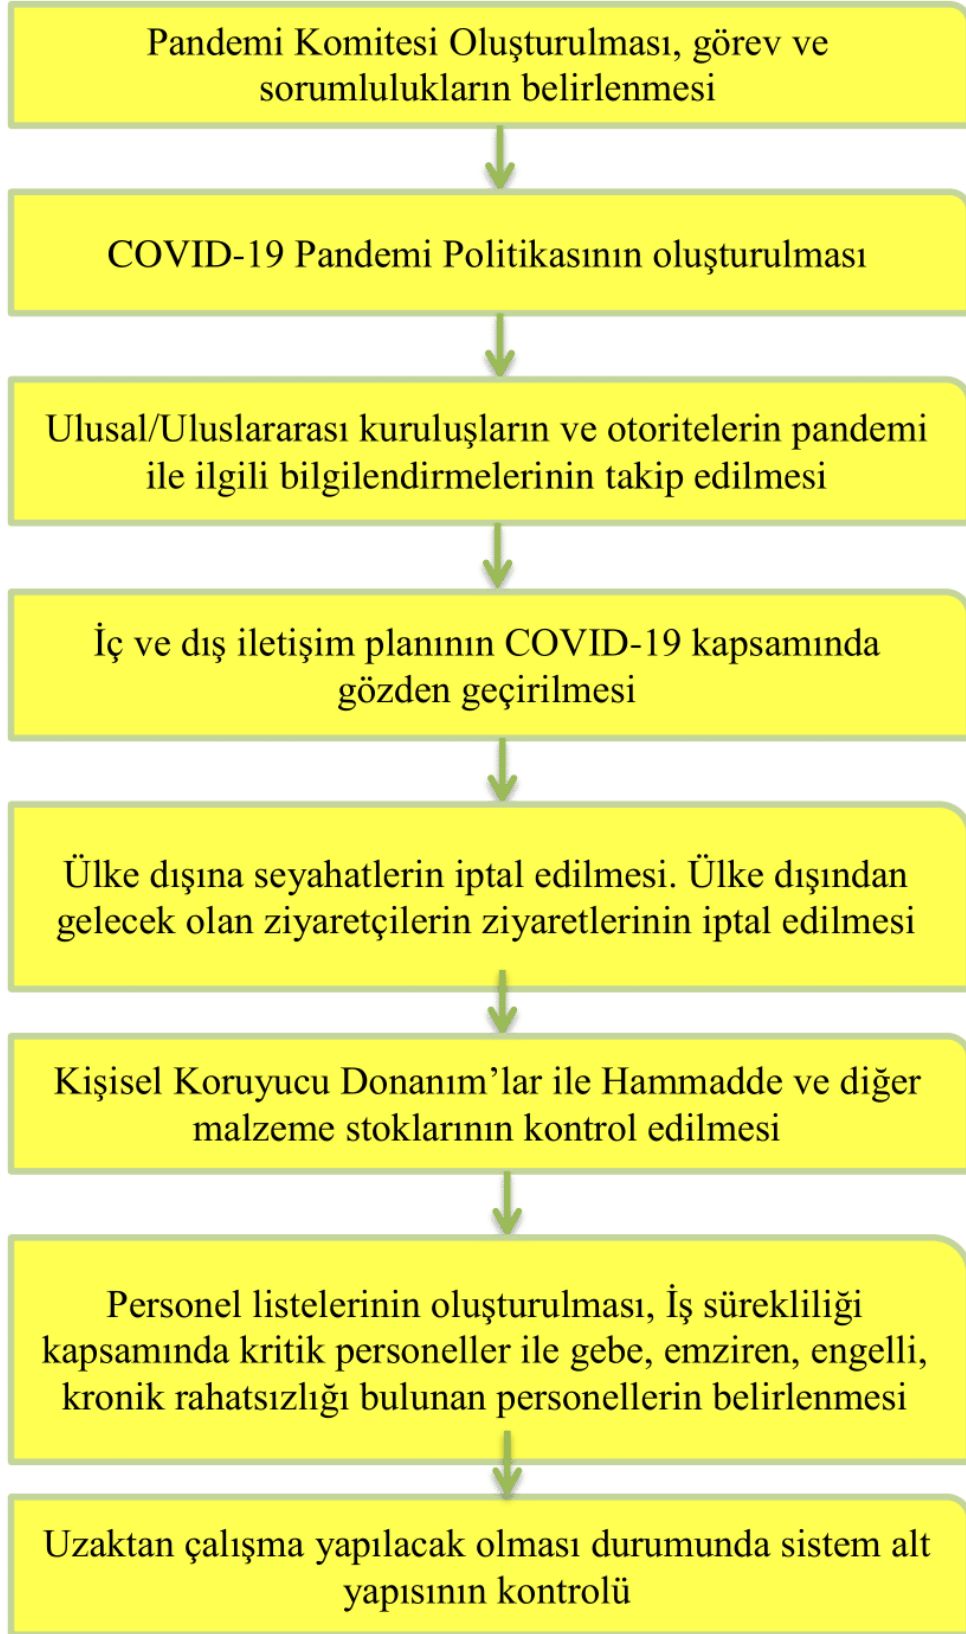 Pandemi Komitesi Oluşturulması, görev ve
sorumlulukların belirlenmesi
COVID-19 Pandemi Politikasının oluşturulması
Ulusal/Uluslararası kuruluşların ve otoritelerin pandemi
ile ilgili bilgilendirmelerinin takip edilmesi
İç ve dış iletişim planının COVID-19 kapsamında
gözden geçirilmesi
Ülke dışına seyahatlerin iptal edilmesi. Ülke dışından
gelecek olan ziyaretçilerin ziyaretlerinin iptal edilmesi
Kişisel Koruyucu Donanım’lar ile Hammadde ve diğer
malzeme stoklarının kontrol edilmesi
Personel listelerinin oluşturulması, İş sürekliliği
kapsamında kritik personeller ile gebe, emziren, engelli,
kronik rahatsızlığı bulunan personellerin belirlenmesi
Uzaktan çalışma yapılacak olması durumunda sistem alt
yapısının kontrolü